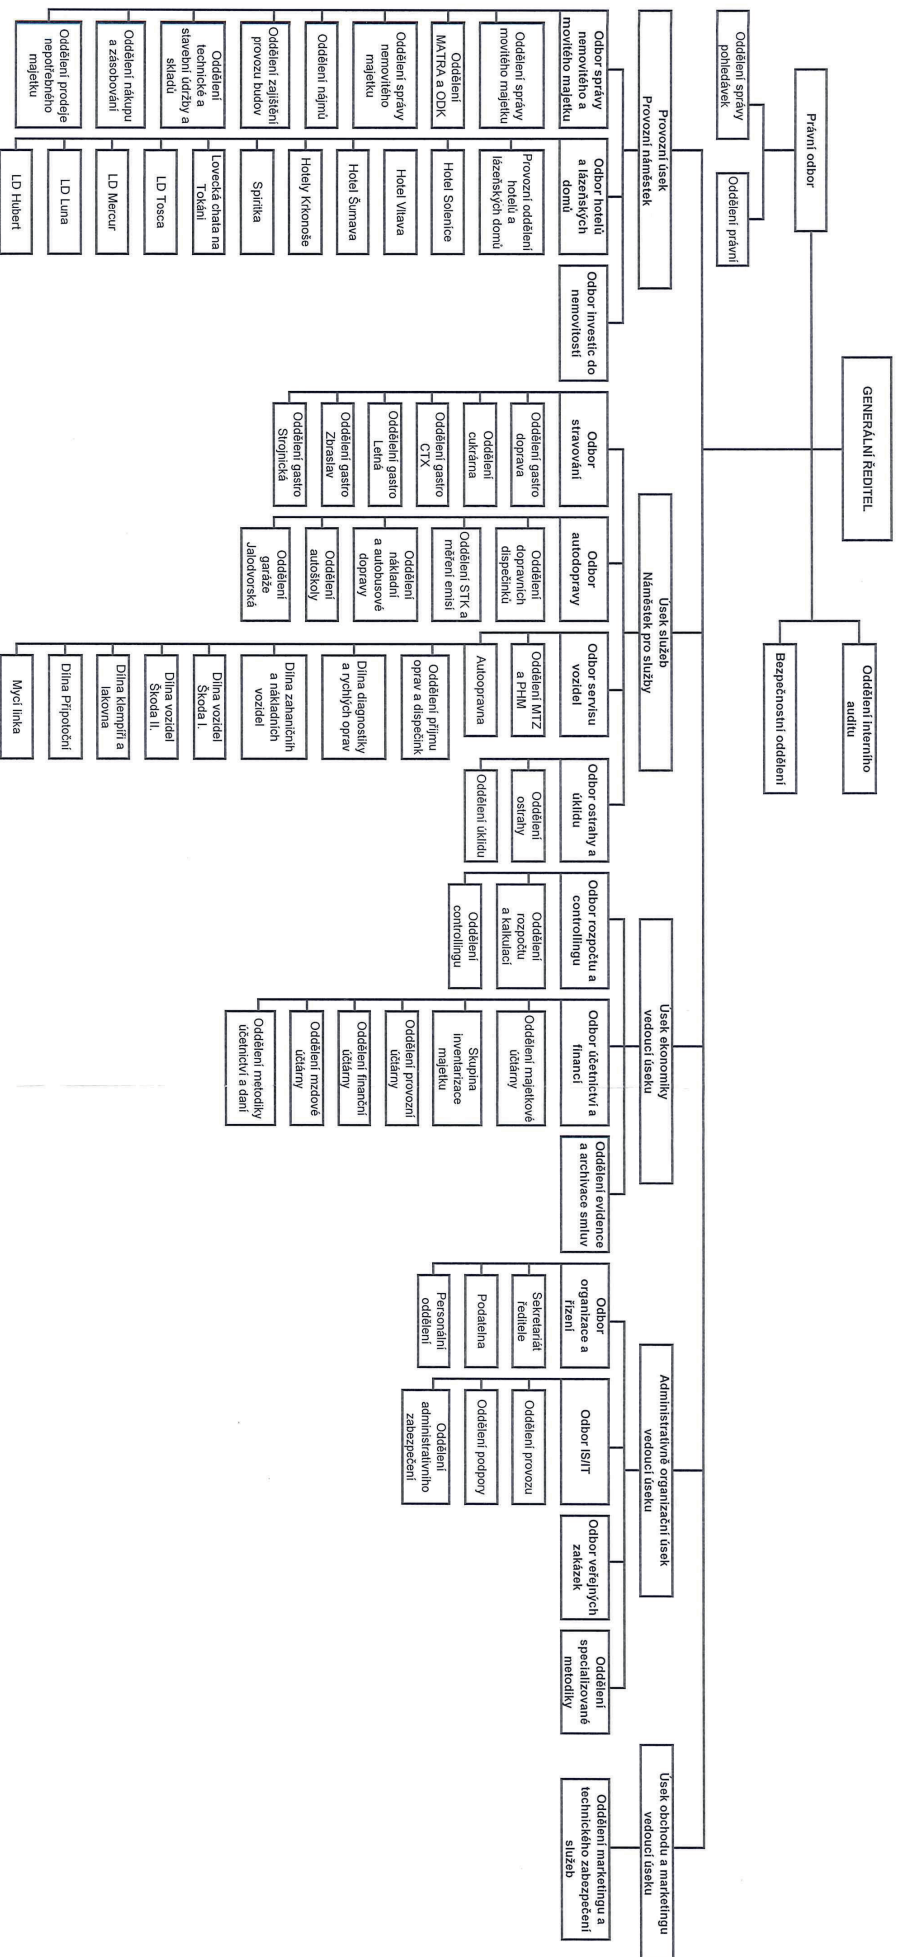 GENERÁLNÍ ŘEDITEL
Právní odbor
Oddělení správy
pohledávek
Oddělení právní
Oddělení interního
auditu
Bezpečnostní oddělení
Provozní úsek
Provozní náměstek
Odbor správy
nemovitého a
movitého majetku
Oddělení správy
movitého majetku
Oddělení
MATRA a ODK
Oddělení správy
nemovitého
majetku
Oddělení nájmů
Oddělení zajištění
provozu budov
Oddělení
technické a
stavební údržby a
skladů
Oddělení nákupu
a zásobování
Oddělení prodeje
nepotřebného
majetku
Odbor hotelů
a lázeňských
domů
Provozní oddělení
hotelů a
lázeňských domů
Hotel Solenice
Hotel Vltava
Hotel Šumava
Hotely Krkonoše
Spiritka
Lovecká chata na
Tokáni
LD Tosca
LD Mercur
LD Luna
LD Hubert
Odbor investic do
nemovitostí
Úsek služeb
Náměstek pro služby
Odbor
stravování
Oddělení gastro
doprava
Oddělení
cukrárna
Oddělení gastro
CTX
Oddělelní gastro
Letná
Oddělení gastro
Zbraslav
Oddělení gastro
Strojnická
Odbor
autodopravy
Oddělení
dopravních
dispečinků
Oddělení STK a
měření emisí
Oddělení
nákladní
a autobusové
dopravy
Oddělení
autoškoly
Oddělení
garáže
Jalodvorská
Odbor servisu
vozidel
Oddělení MTZ
a PHM
Autoopravna
Oddělení příjmu
oprav a dispečink
Dílna diagnostiky
a rychlých oprav
Dílna zahaničníh
a nákladních
vozidel
Dílna vozidel
Škoda I.
Dílna vozidel
Škoda II.
Dílna klempíři a
lakovna
Dílna Přípotoční
Mycí linka
Odbor ostrahy a
úklidu
Oddělení
ostrahy
Oddělení úklidu
Úsek ekonomiky
vedoucí úseku
Odbor rozpočtu a
controllingu
Oddělení
rozpočtu
a kalkulací
Oddělení
controllingu
Odbor účetnictví a
financí
Oddělení majetkové
účtárny
Skupina
inventarizace
majetku
Oddělení provozní
účtárny
Oddělení finanční
účtárny
Oddělení mzdové
účtárny
Oddělení metodiky
účetnictví a daní
Oddělení evidence
a archivace smluv
Administrativně organizační úsek
vedoucí úseku
Odbor
organizace a
řízení
Sekretariát
ředitele
Podatelna
Personální
oddělení
Odbor IS/IT
Oddělení provozu
Oddělení podpory
Oddělení
administrativního
zabezpečení
Odbor veřejných
zakázek
Oddělení
specializované
metodiky
Úsek obchodu a marketingu
vedoucí úseku
Oddělení marketingu a
technického zabezpečení
služeb